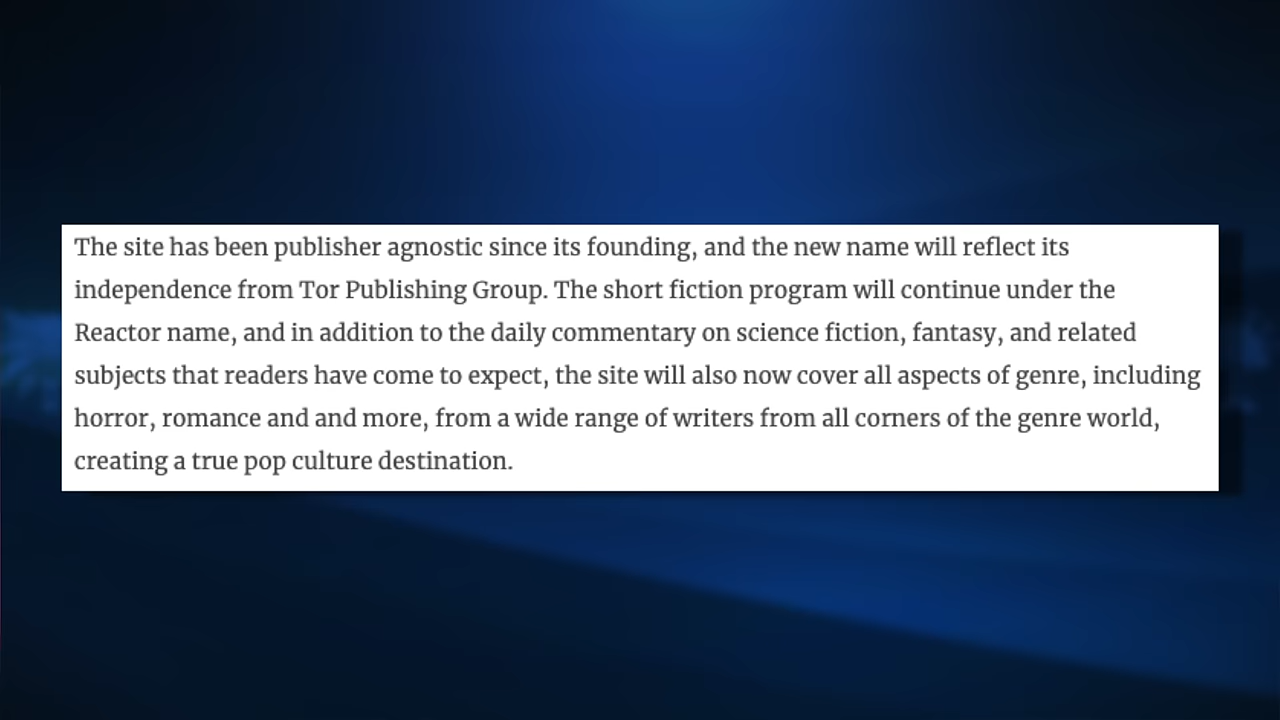 The site has been publisher agnostic since its founding, and the new name will reflect its
independence from Tor Publishing Group. The short fiction program will continue under the
Reactor name, and in addition to the daily commentary on science fiction, fantasy, and related
subjects that readers have come to expect, the site will also now cover all aspects of genre, including
horror, romance and and more, from a wide range of writers from all corners of the genre world,
creating a true pop culture destination.